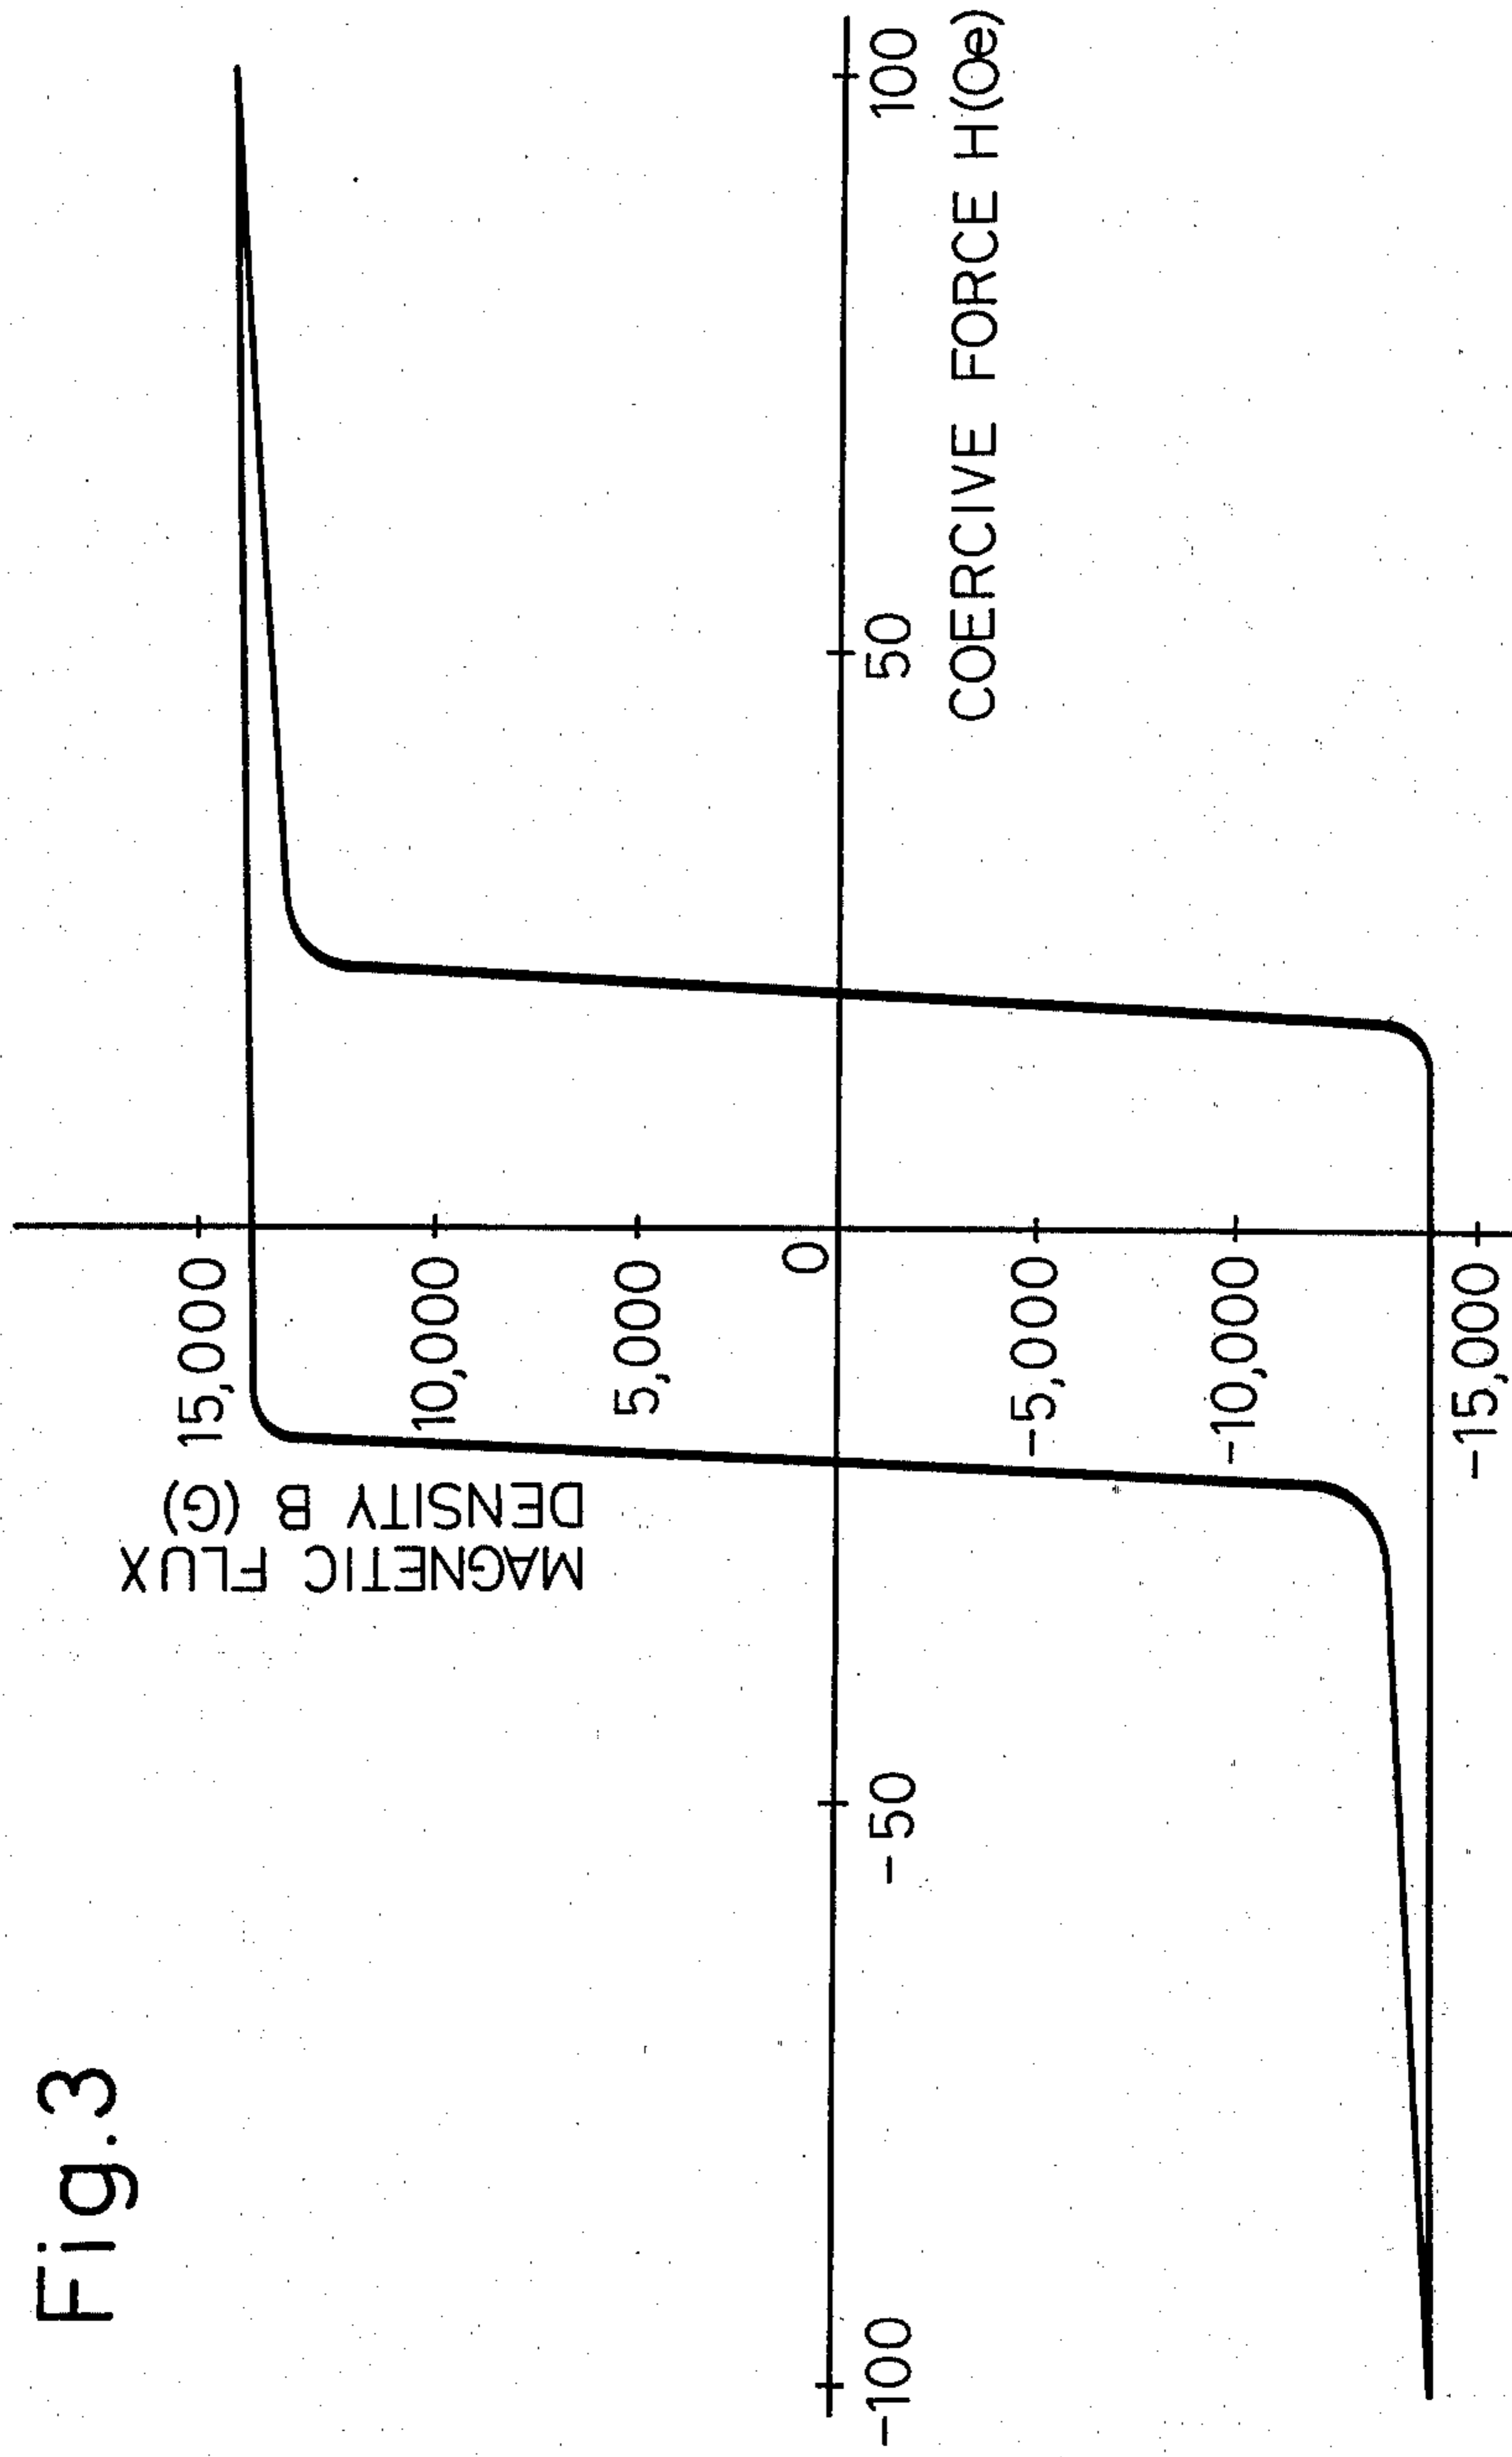 Fig.3
MAGNETIC FLUX
DENSITY B (G)
15,000
10,000
5,000
0
-5,000
-10,000
-15,000
-100
-50
50
100
COERCIVE FORCE H(Oe)